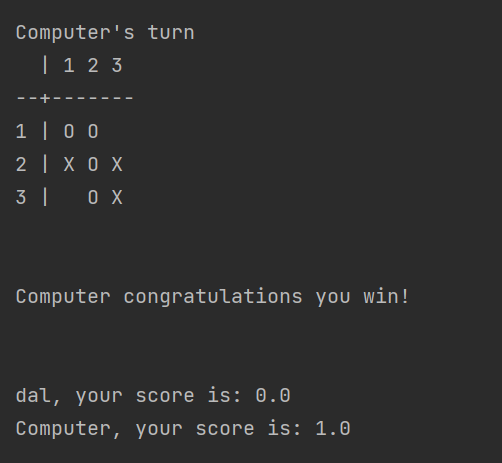 Computer's turn
  | 1 2 3
--+-------
1 | O O
2 | X O X
3 |   O X
Computer congratulations you win!
dal, your score is: 0.0
Computer, your score is: 1.0